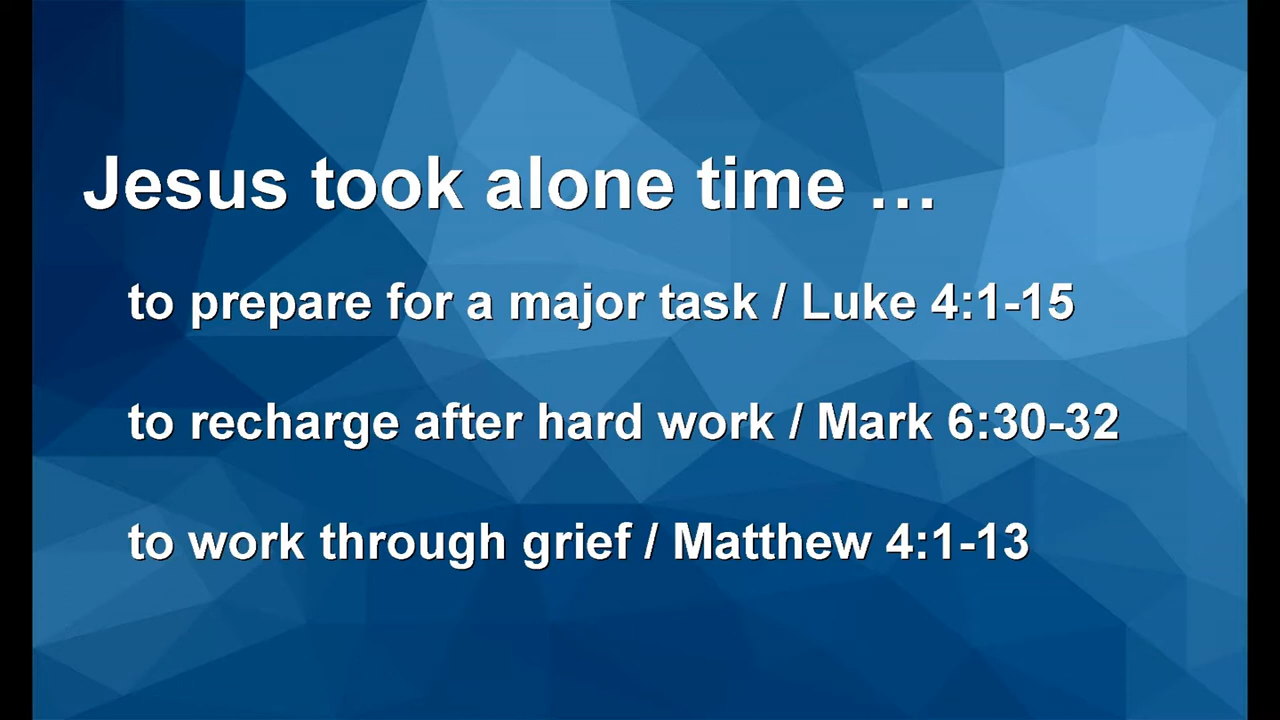 Jesus took alone time …
to prepare for a major task / Luke 4:1-15
to recharge after hard work / Mark 6:30-32
to work through grief / Matthew 4:1-13